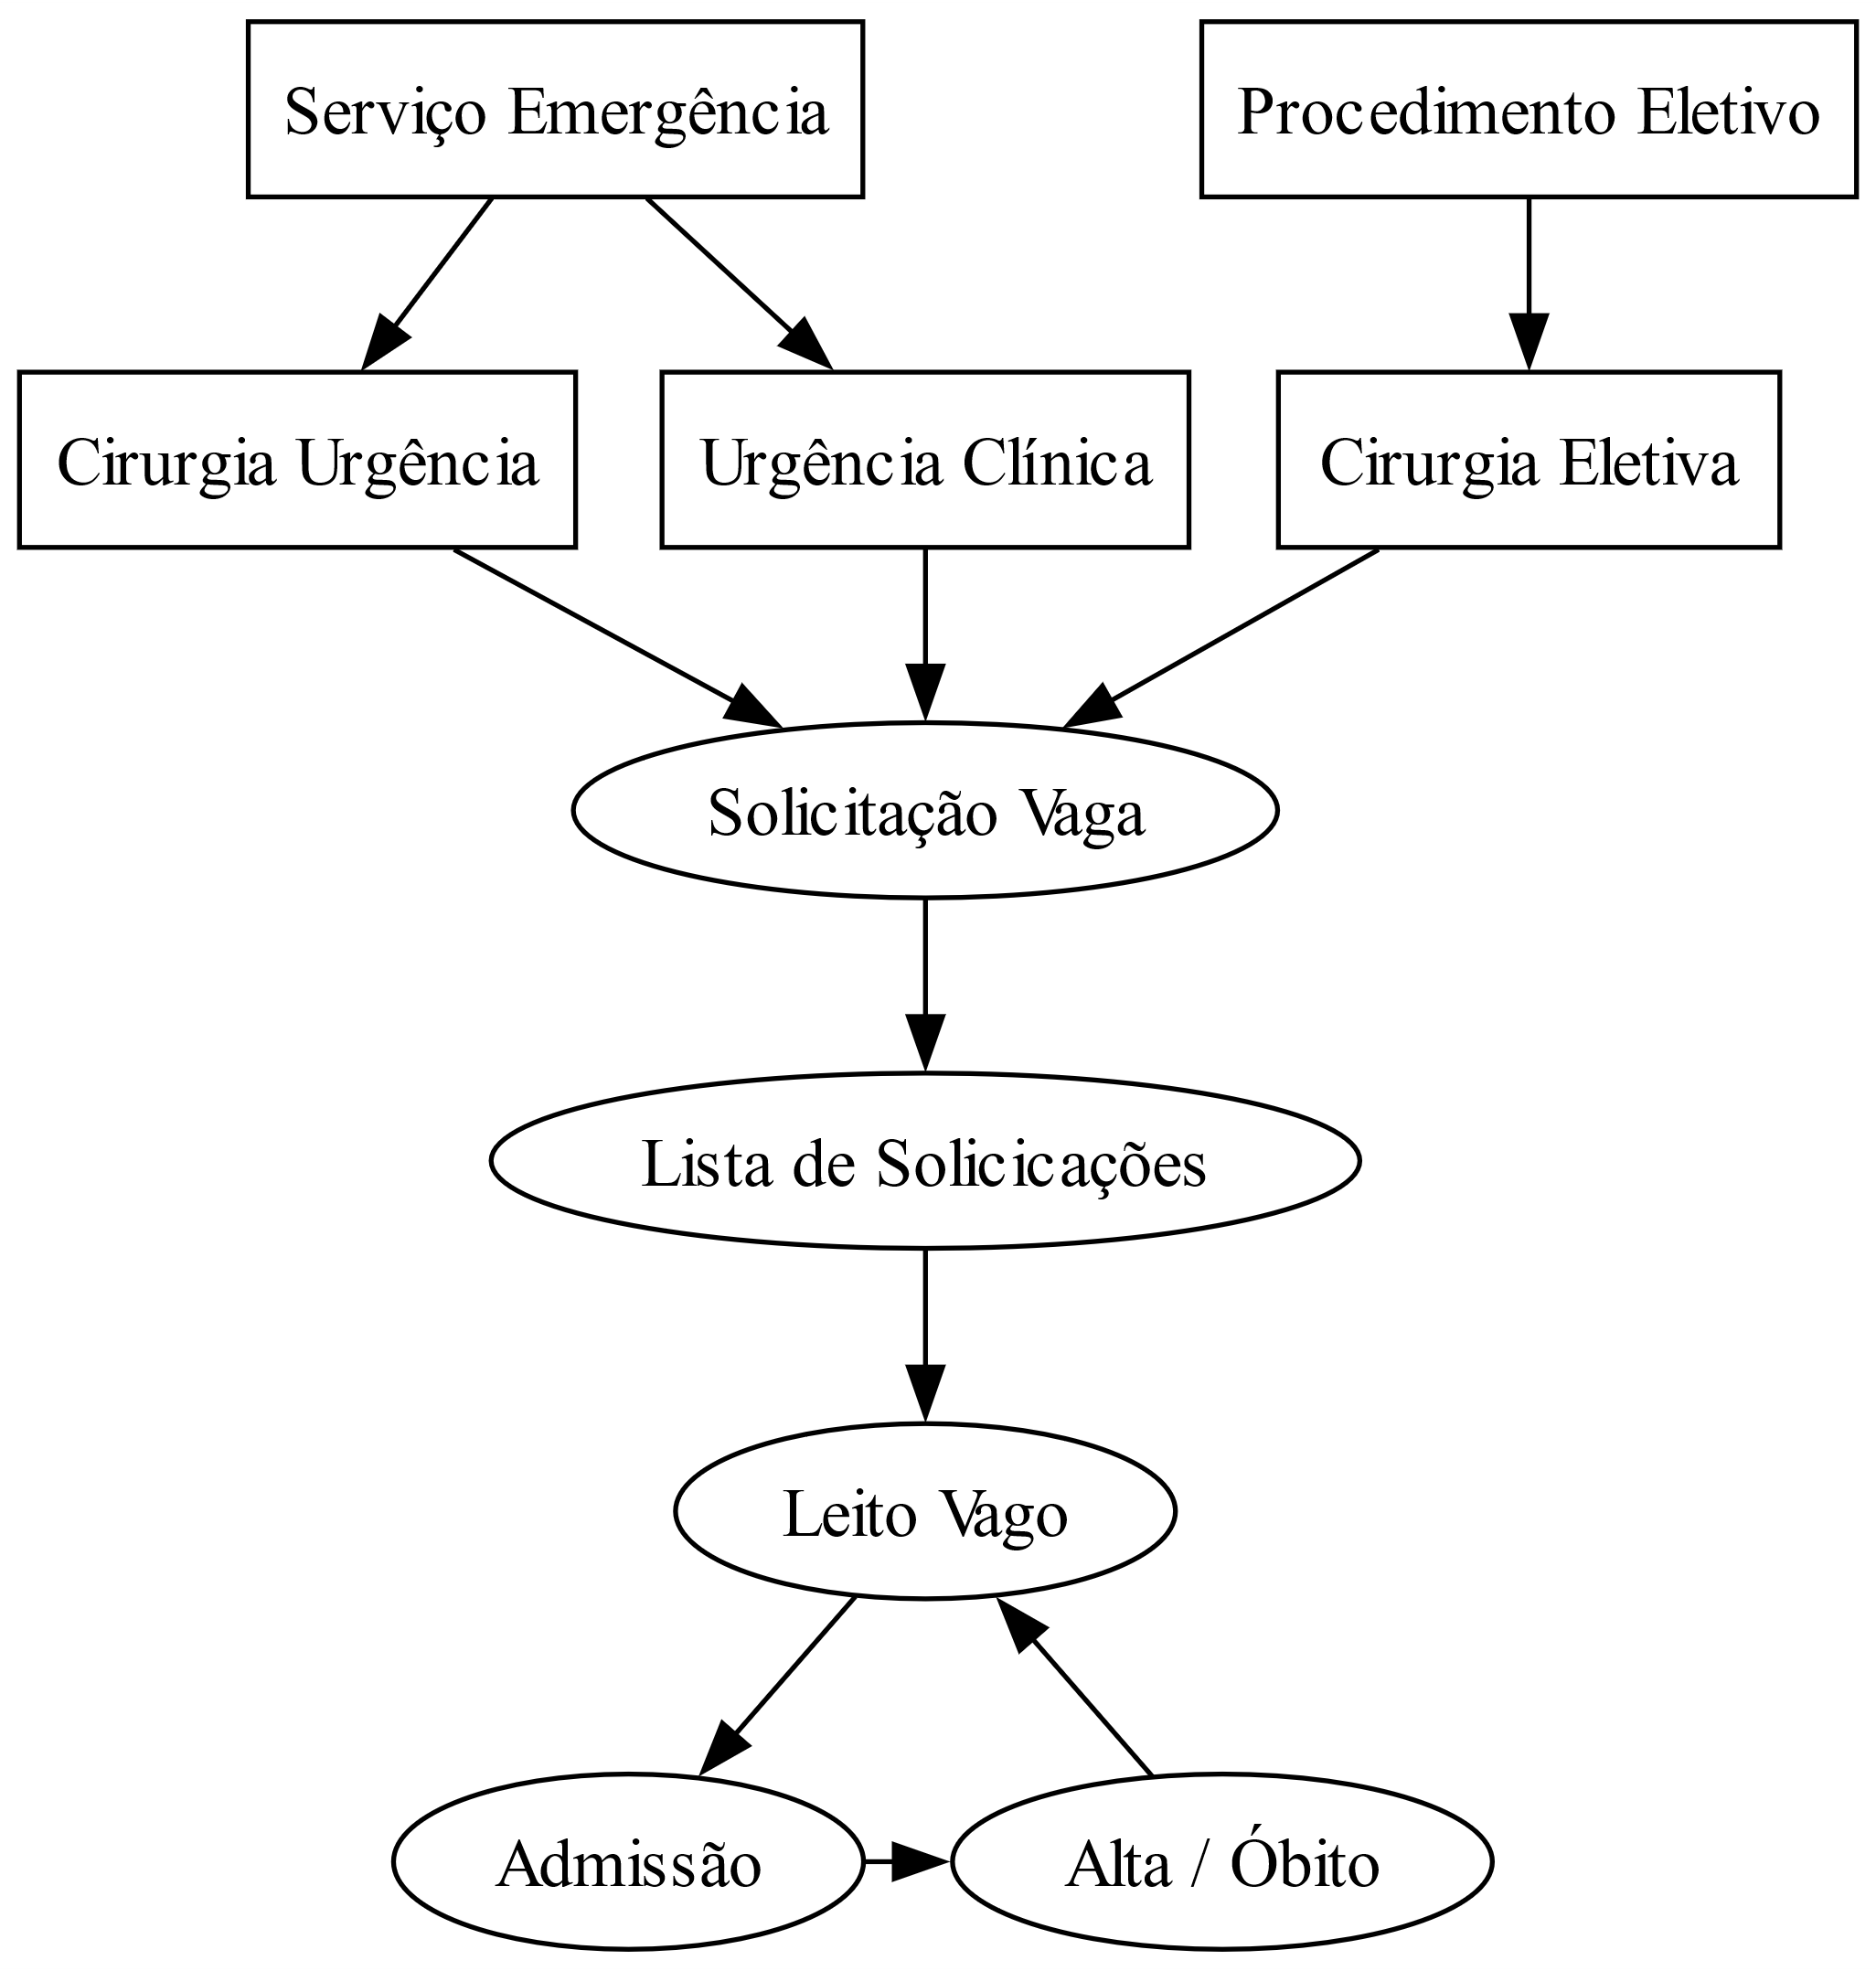 Serviço Emergência
Procedimento Eletivo
Cirurgia Urgência
Urgência Clínica
Cirurgia Eletiva
Solicitação Vaga
Lista de Solicicações
Leito Vago
Admissão
Alta / Óbito